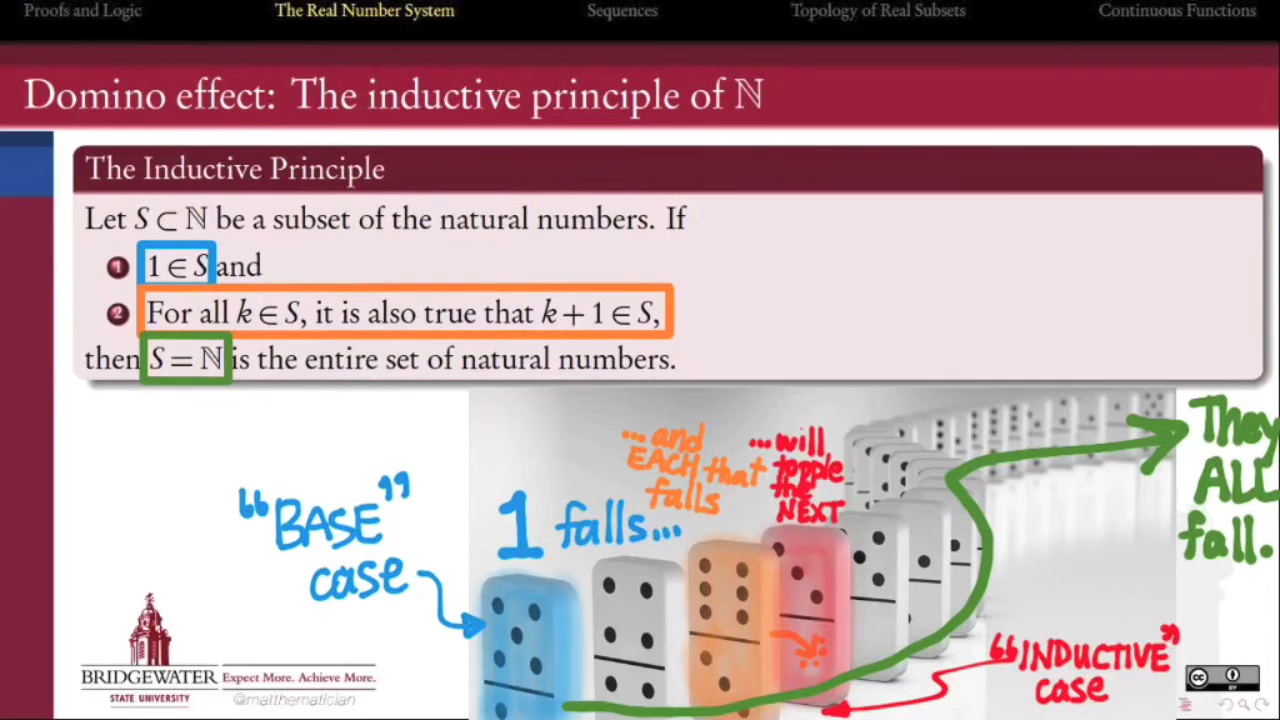 Proofs and Logic The Real Number System Sequences Topology of Real Subsets Continuous Functions
Domino effect: The inductive principle of ℕ
The Inductive Principle
Let S ⊂ ℕ be a subset of the natural numbers. If
1 1 ∈ S and
2 For all k ∈ S, it is also true that k + 1 ∈ S,
then S = ℕ is the entire set of natural numbers.
"BASE"
case
1 falls...
...and
EACH that
falls
...will
topple
the
NEXT
They
ALL
fall.
"INDUCTIVE"
case
BRIDGEWATER
STATE UNIVERSITY
Expect More. Achieve More.
@matthematician
CC
BY